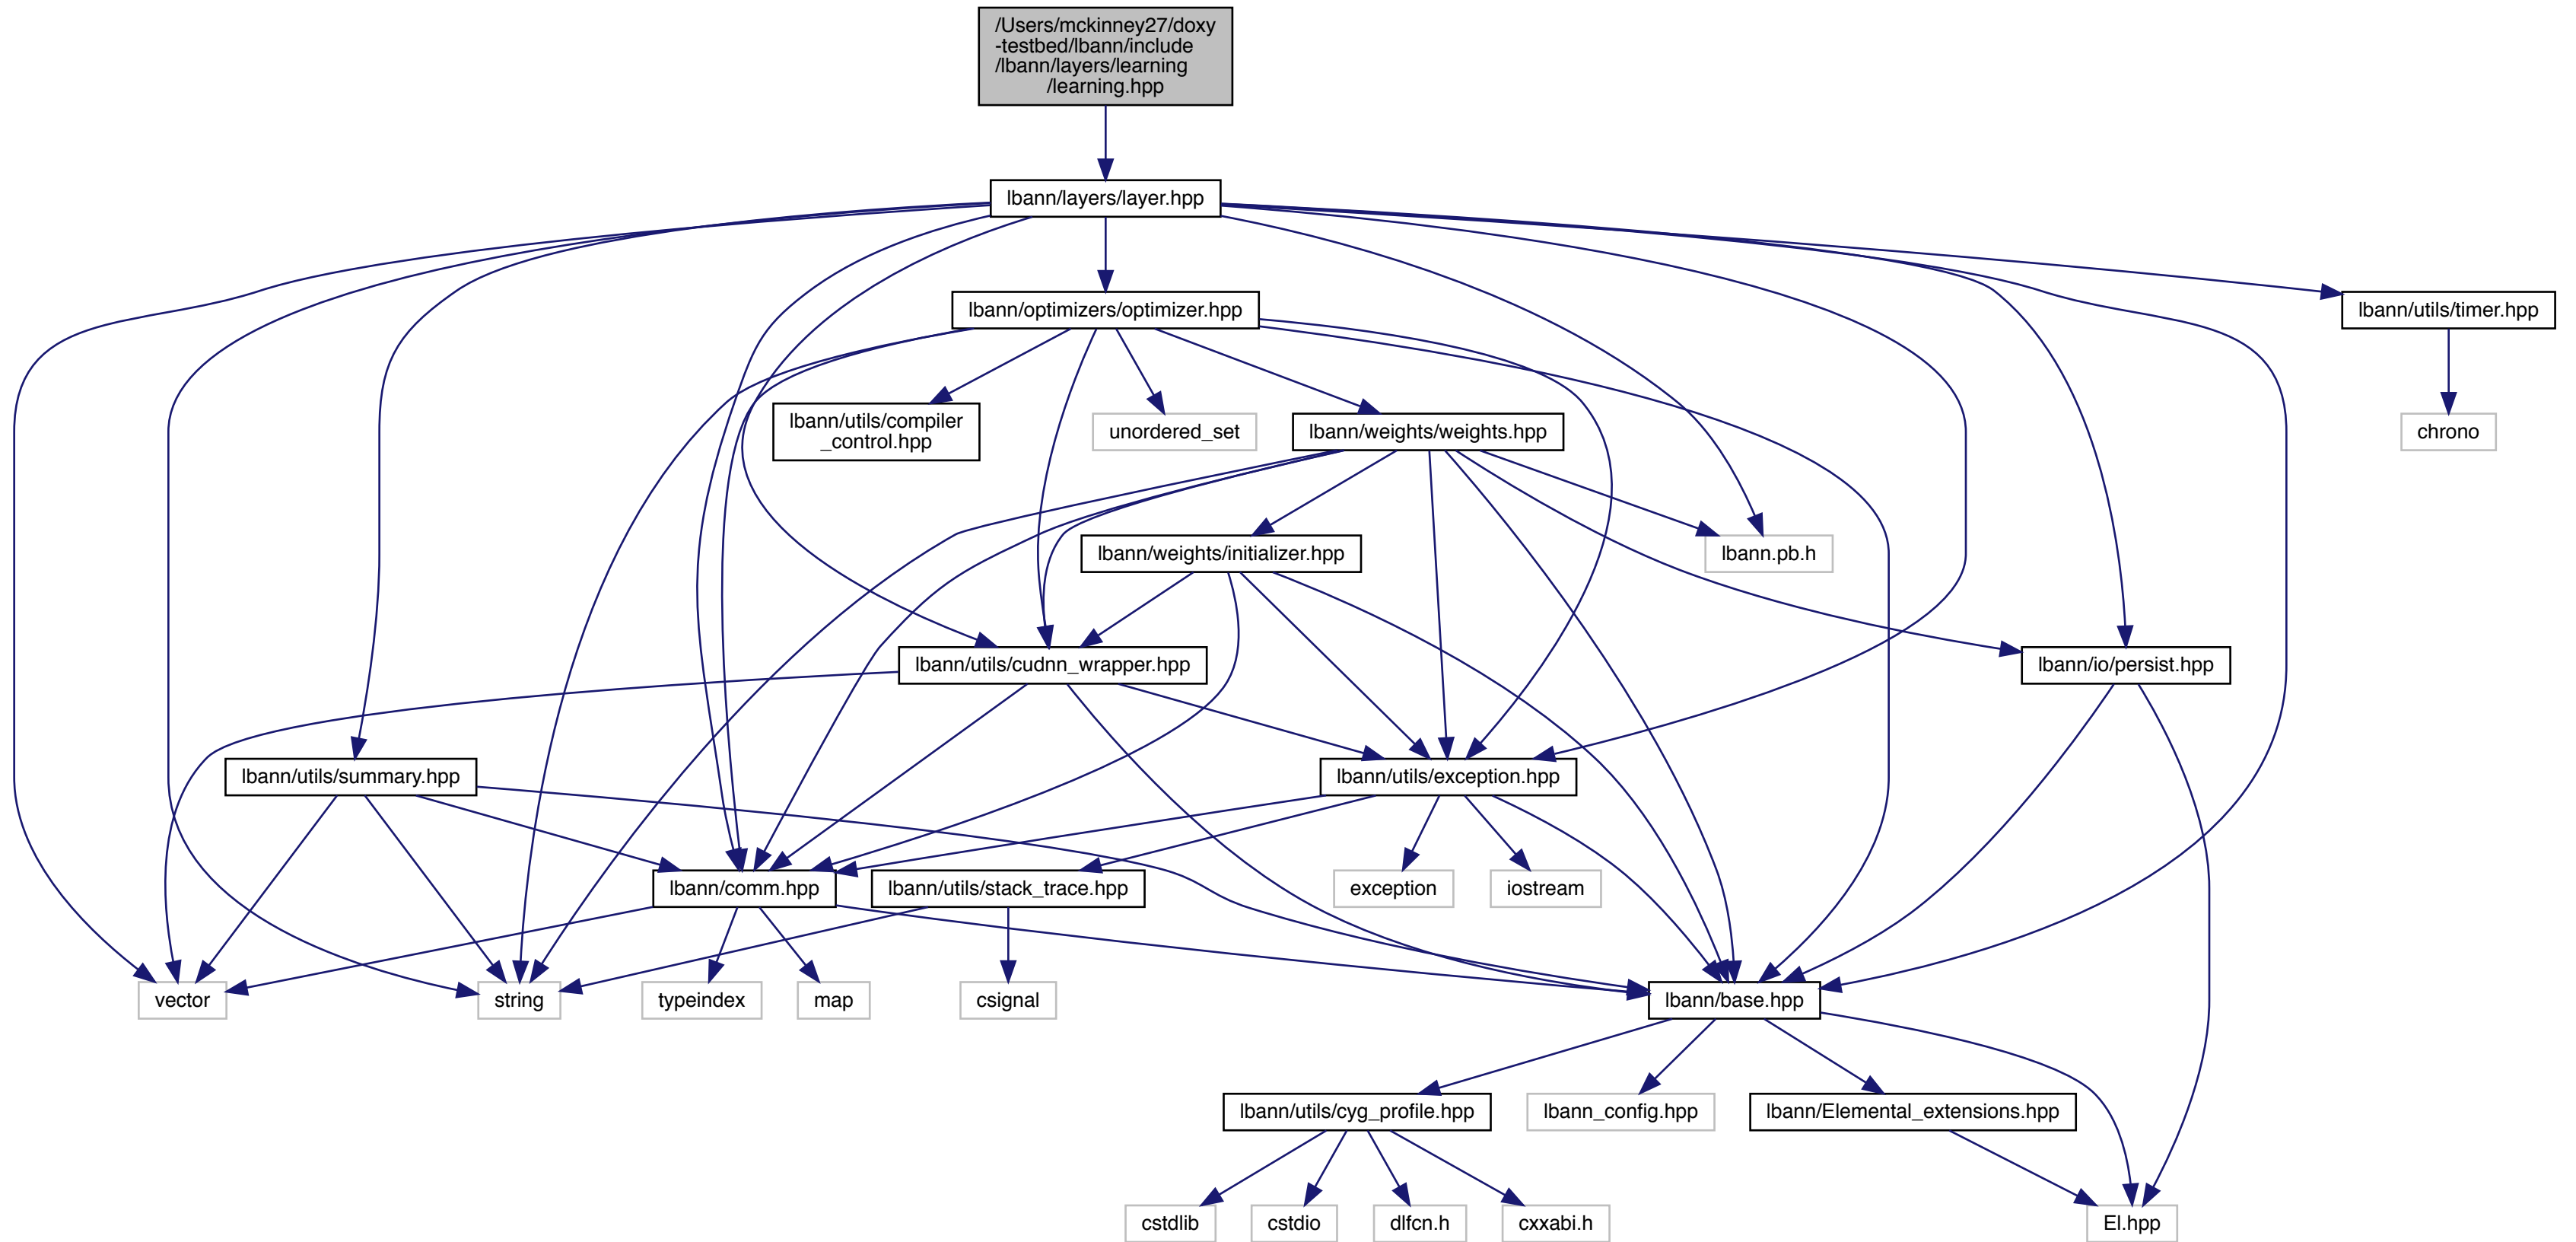 /Users/mckinney27/doxy
-testbed/lbann/include
/lbann/layers/learning
/learning.hpp
lbann/layers/layer.hpp
lbann/optimizers/optimizer.hpp
lbann/utils/timer.hpp
lbann/utils/compiler
_control.hpp
unordered_set
lbann/weights/weights.hpp
chrono
lbann/weights/initializer.hpp
lbann.pb.h
lbann/utils/cudnn_wrapper.hpp
lbann/io/persist.hpp
lbann/utils/summary.hpp
lbann/utils/exception.hpp
lbann/comm.hpp
lbann/utils/stack_trace.hpp
exception
iostream
vector
string
typeindex
map
csignal
lbann/base.hpp
lbann/utils/cyg_profile.hpp
lbann_config.hpp
lbann/Elemental_extensions.hpp
cstdlib
cstdio
dlfcn.h
cxxabi.h
El.hpp